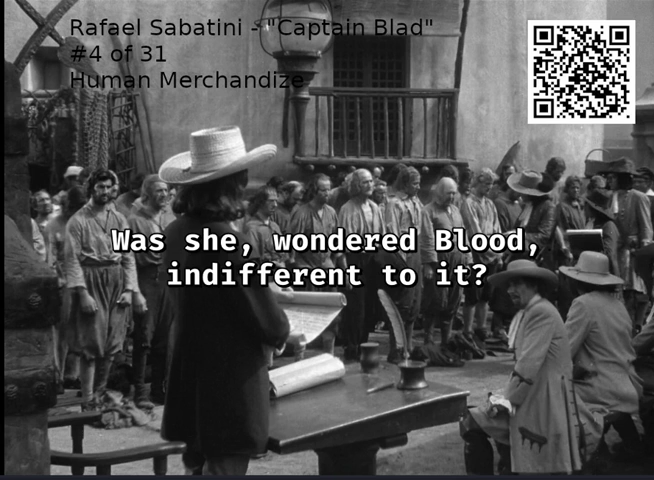 Rafael Sabatini - "Captain Blad"
#4 of 31
Human Merchandize
Was she, wondered Blood,
indifferent to it?